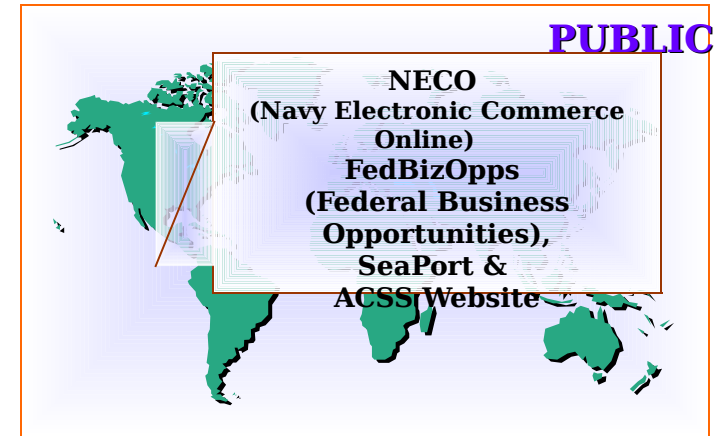 PUBLIC
NECO
(Navy Electronic Commerce
Online)
FedBizOpps
(Federal Business
Opportunities),
SeaPort &
ACSS Website